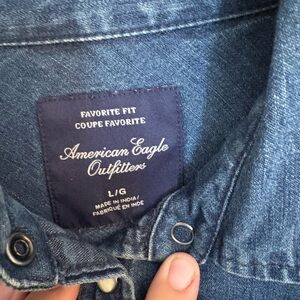 FAVORITE FIT
COUPE FAVORITE
American Eagle
Outfitters
L/G
MADE IN INDIA/
FABRIQUÉ EN INDE